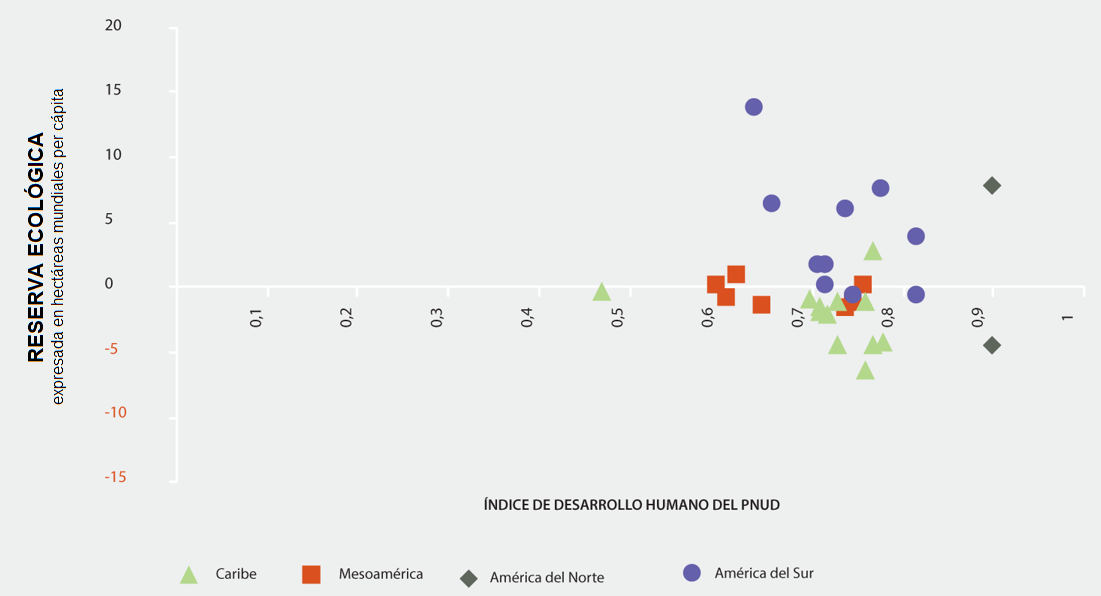 20
15
10
5
0
-5
-10
-15
RESERVA ECOLÓGICA
expresada en hectáreas mundiales per cápita
0,1
0,2
0,3
0,4
0,5
0,6
0,7
0,8
0,9
1
ÍNDICE DE DESARROLLO HUMANO DEL PNUD
Caribe
Mesoamérica
América del Norte
América del Sur